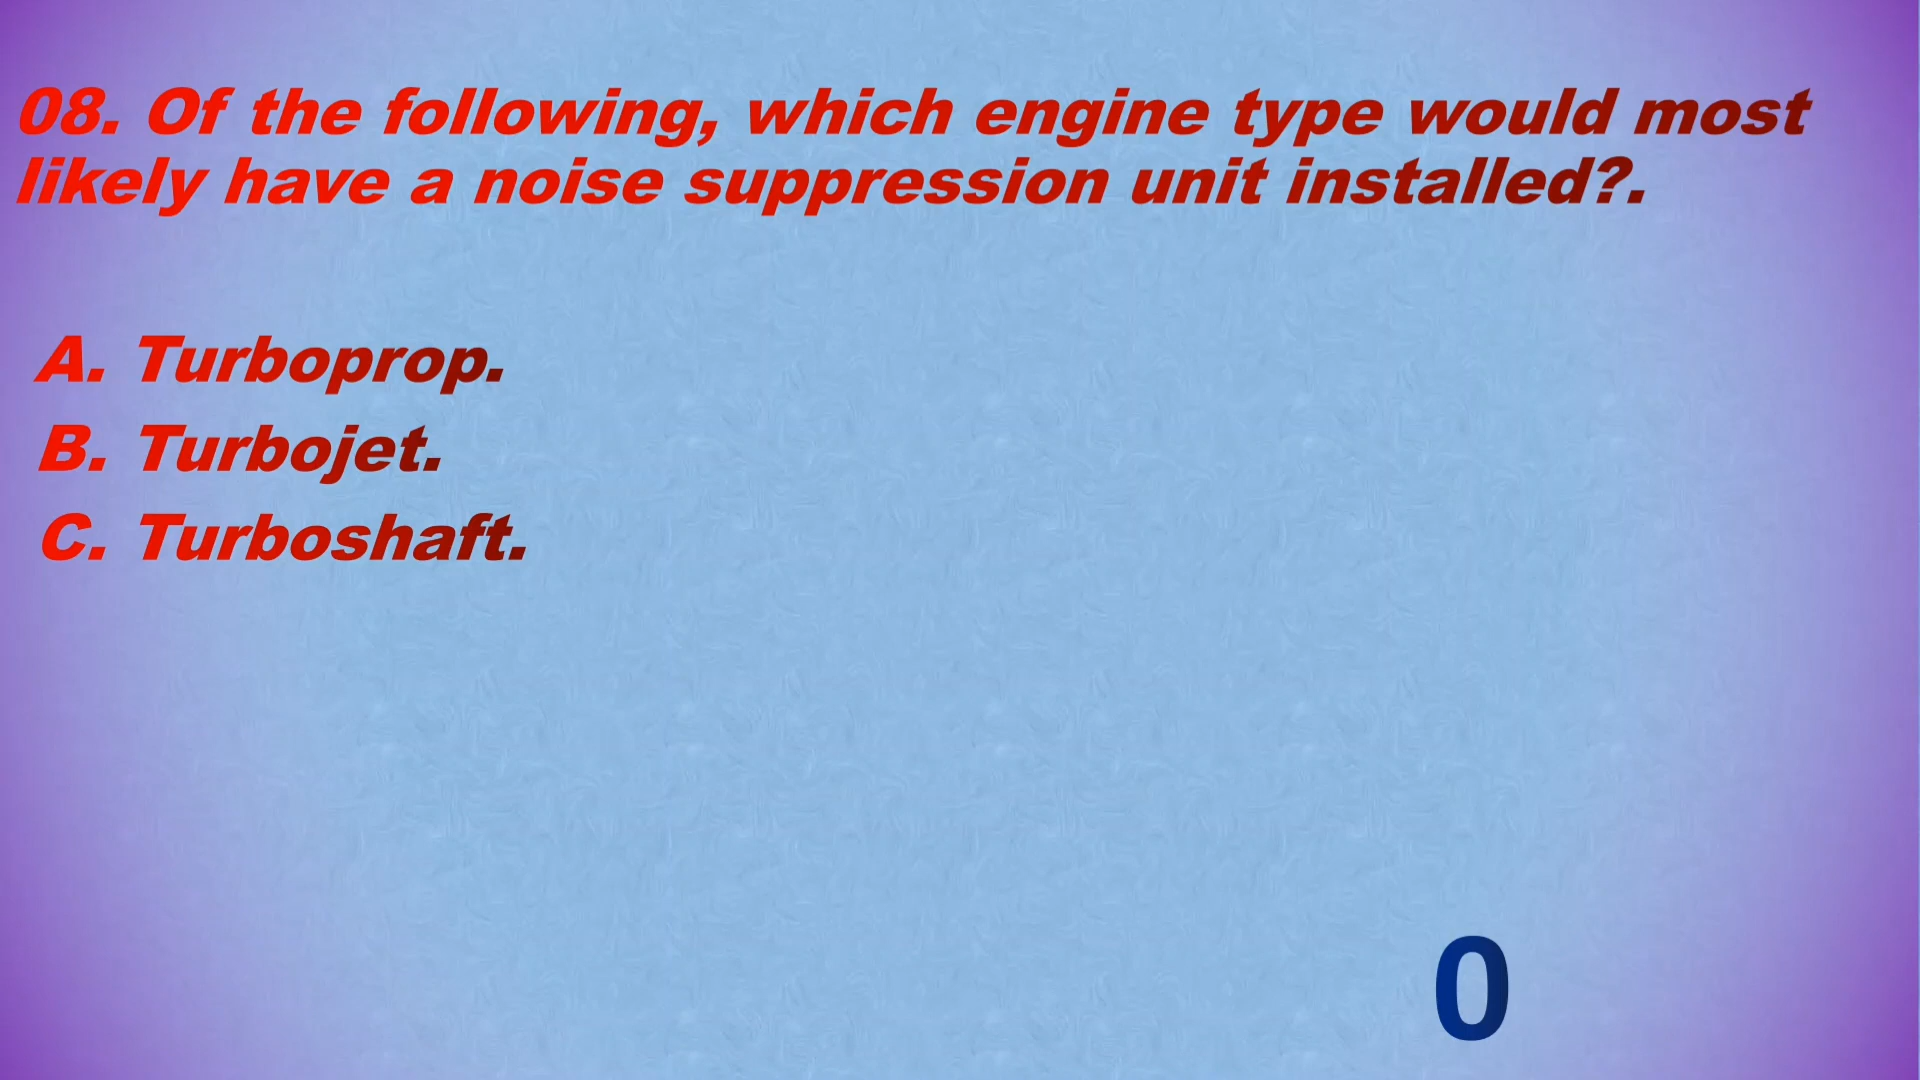 08. Of the following, which engine type would most
likely have a noise suppression unit installed?.
A. Turboprop.
B. Turbojet.
C. Turboshaft.
0